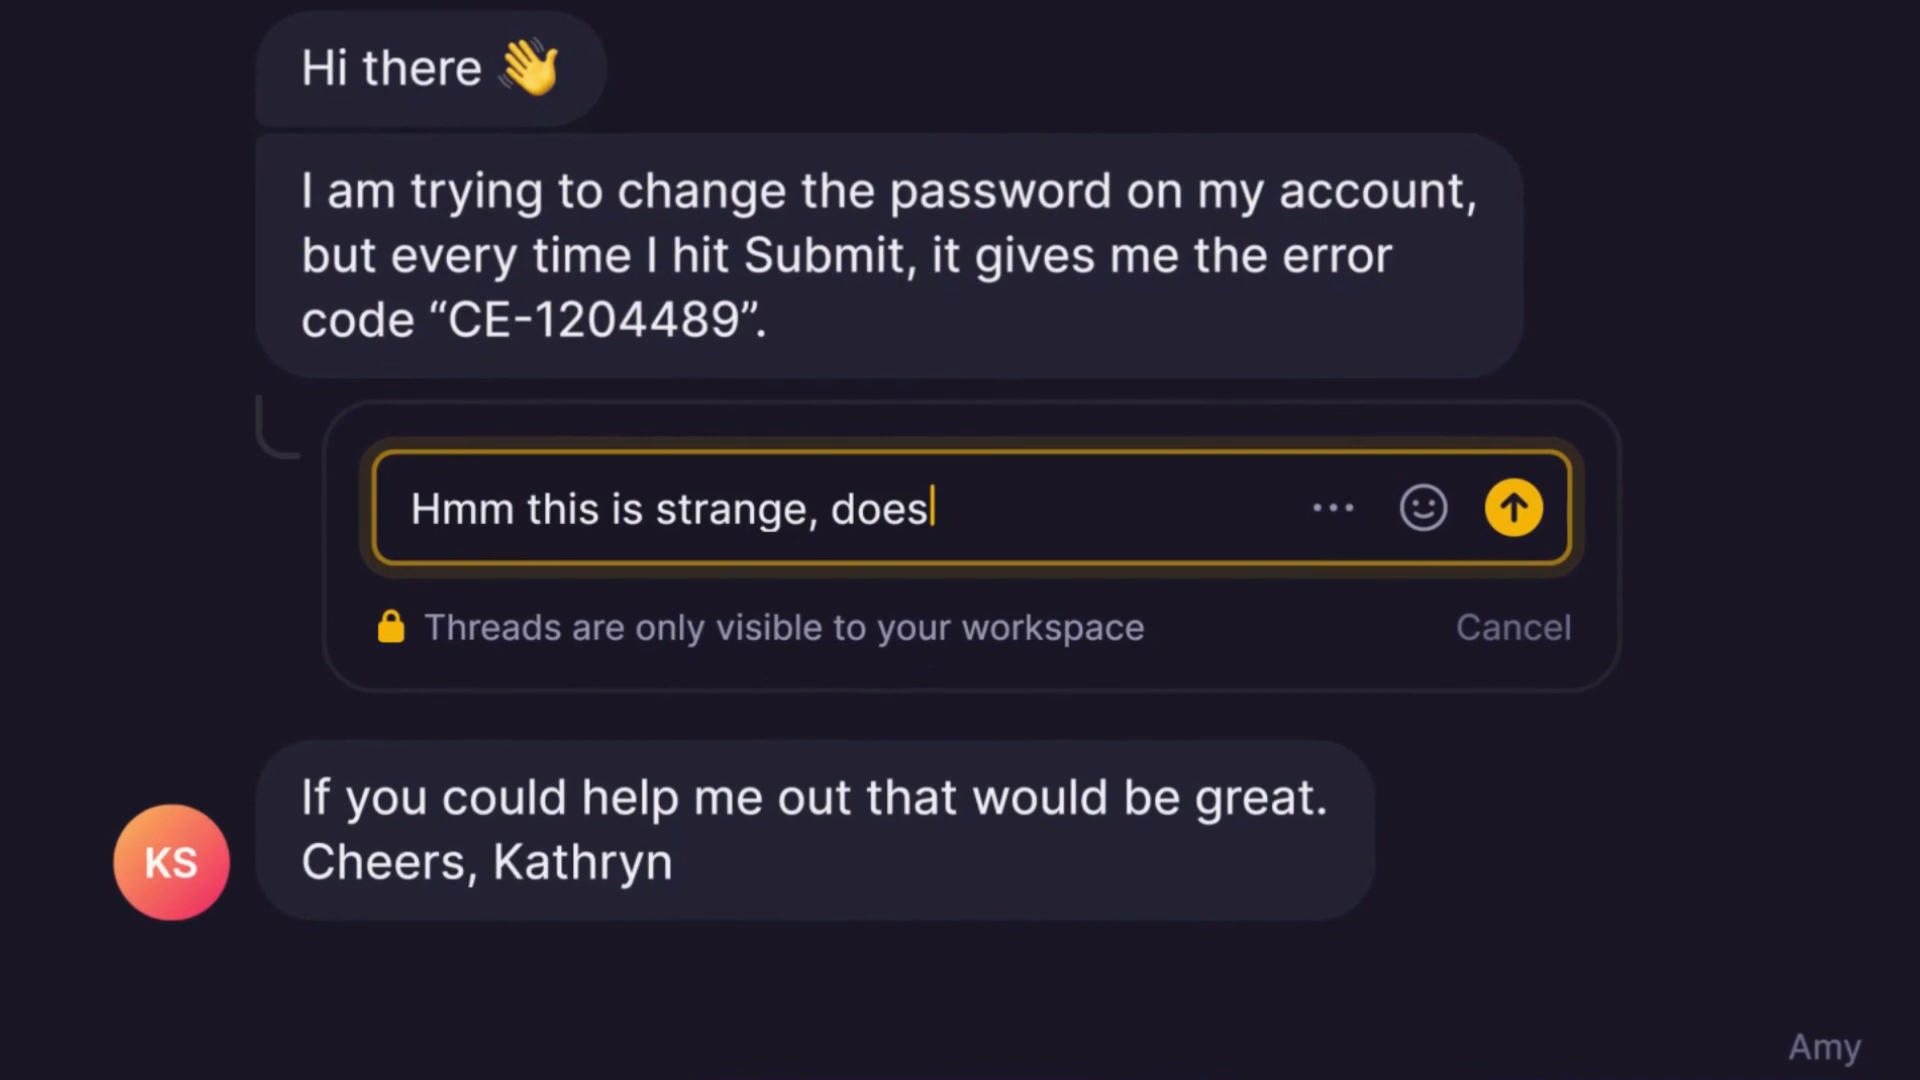 Hi there 👋
I am trying to change the password on my account,
but every time I hit Submit, it gives me the error
code “CE-1204489”.
Hmm this is strange, does
Threads are only visible to your workspace
Cancel
If you could help me out that would be great.
Cheers, Kathryn
KS
Amy